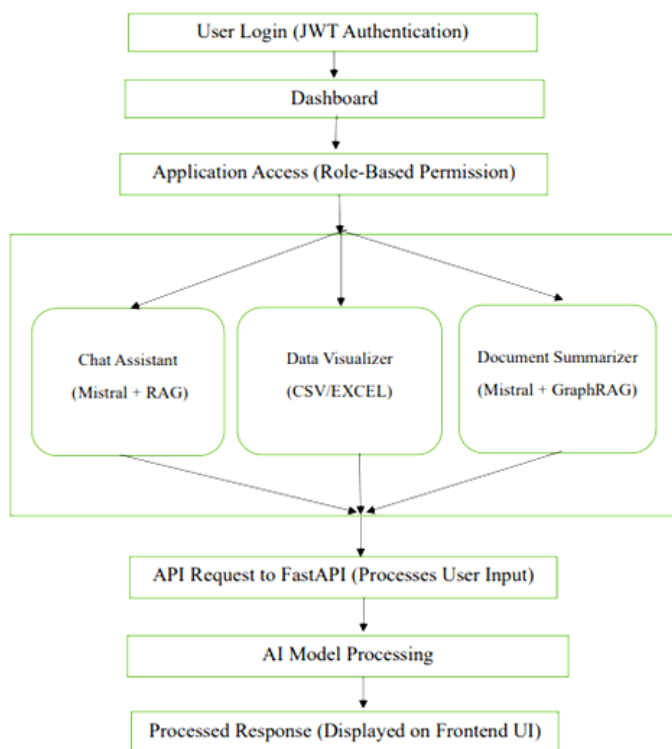 User Login (JWT Authentication)
Dashboard
Application Access (Role-Based Permission)
Chat Assistant
(Mistral + RAG)
Data Visualizer
(CSV/EXCEL)
Document Summarizer
(Mistral + GraphRAG)
API Request to FastAPI (Processes User Input)
AI Model Processing
Processed Response (Displayed on Frontend UI)